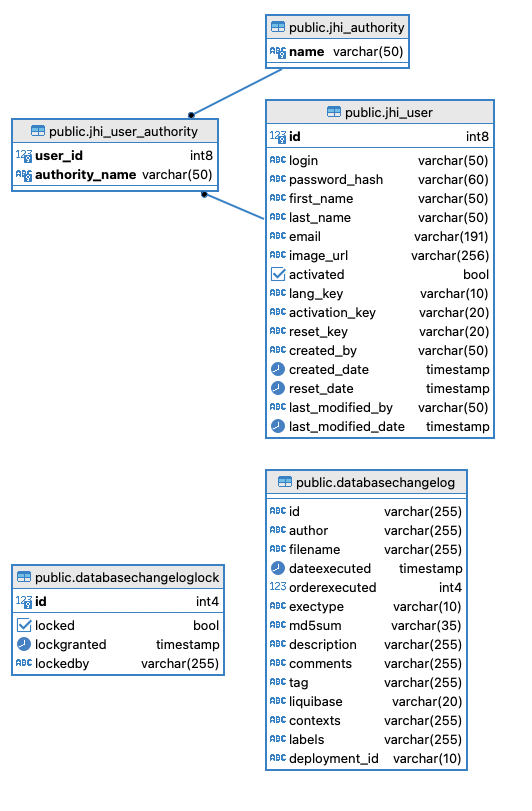 public.jhi_authority
name varchar(50)
public.jhi_user_authority
user_id int8
authority_name varchar(50)
public.jhi_user
id int8
login varchar(50)
password_hash varchar(60)
first_name varchar(50)
last_name varchar(50)
email varchar(191)
image_url varchar(256)
activated bool
lang_key varchar(10)
activation_key varchar(20)
reset_key varchar(20)
created_by varchar(50)
created_date timestamp
reset_date timestamp
last_modified_by varchar(50)
last_modified_date timestamp
public.databasechangeloglock
id int4
locked bool
lockgranted timestamp
lockedby varchar(255)
public.databasechangelog
id varchar(255)
author varchar(255)
filename varchar(255)
dateexecuted timestamp
orderexecuted int4
exectype varchar(10)
md5sum varchar(35)
description varchar(255)
comments varchar(255)
tag varchar(255)
liquibase varchar(20)
contexts varchar(255)
labels varchar(255)
deployment_id varchar(10)